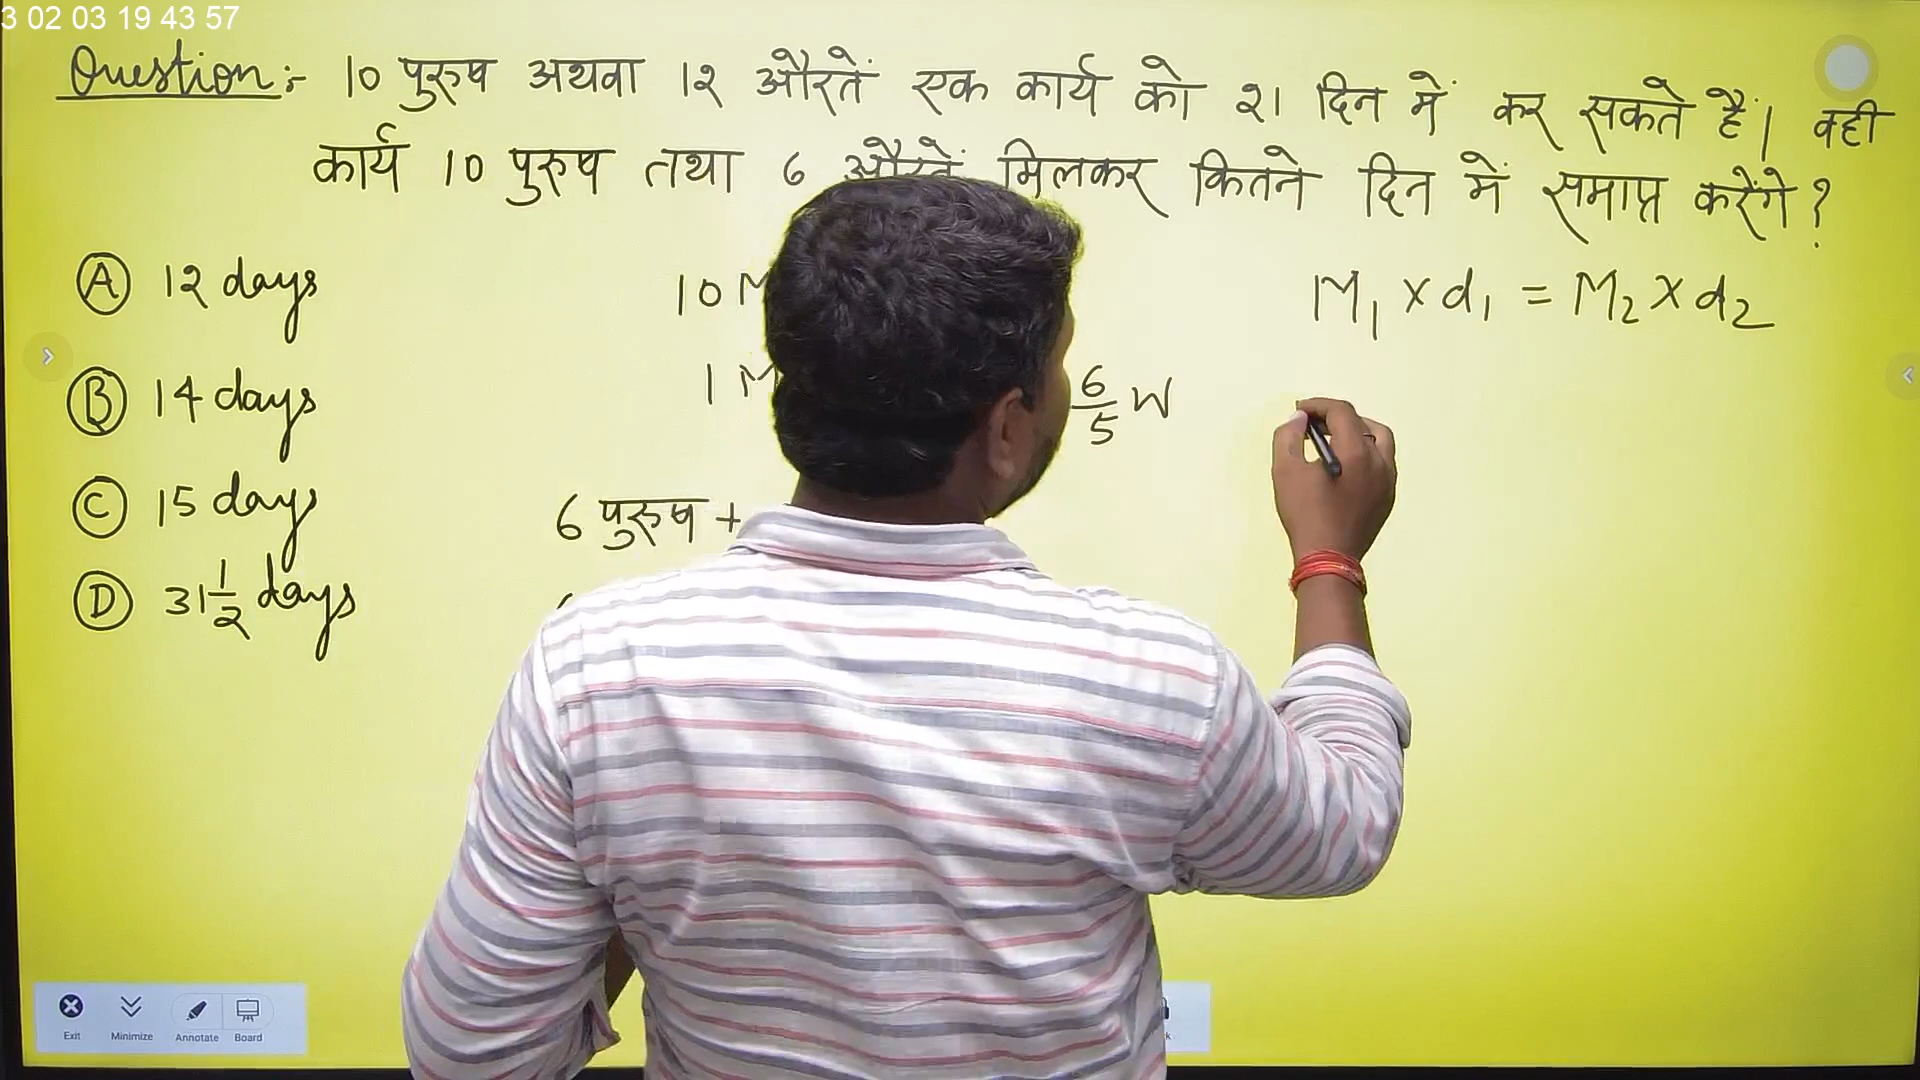 3 02 03 19 43 57
Question:- 10 पुरुष अथवा 12 औरतें एक कार्य को 21 दिन में कर सकते हैं। वही
कार्य 10 पुरुष तथा 6 औरतें मिलकर कितने दिन में समाप्त करेंगे?
(A) 12 days
(B) 14 days
(C) 15 days
(D) 31 1/2 days
10 M
1 M
6/5 W
6 पुरुष +
M₁ × d₁ = M₂ × d₂
Exit
Minimize
Annotate
Board